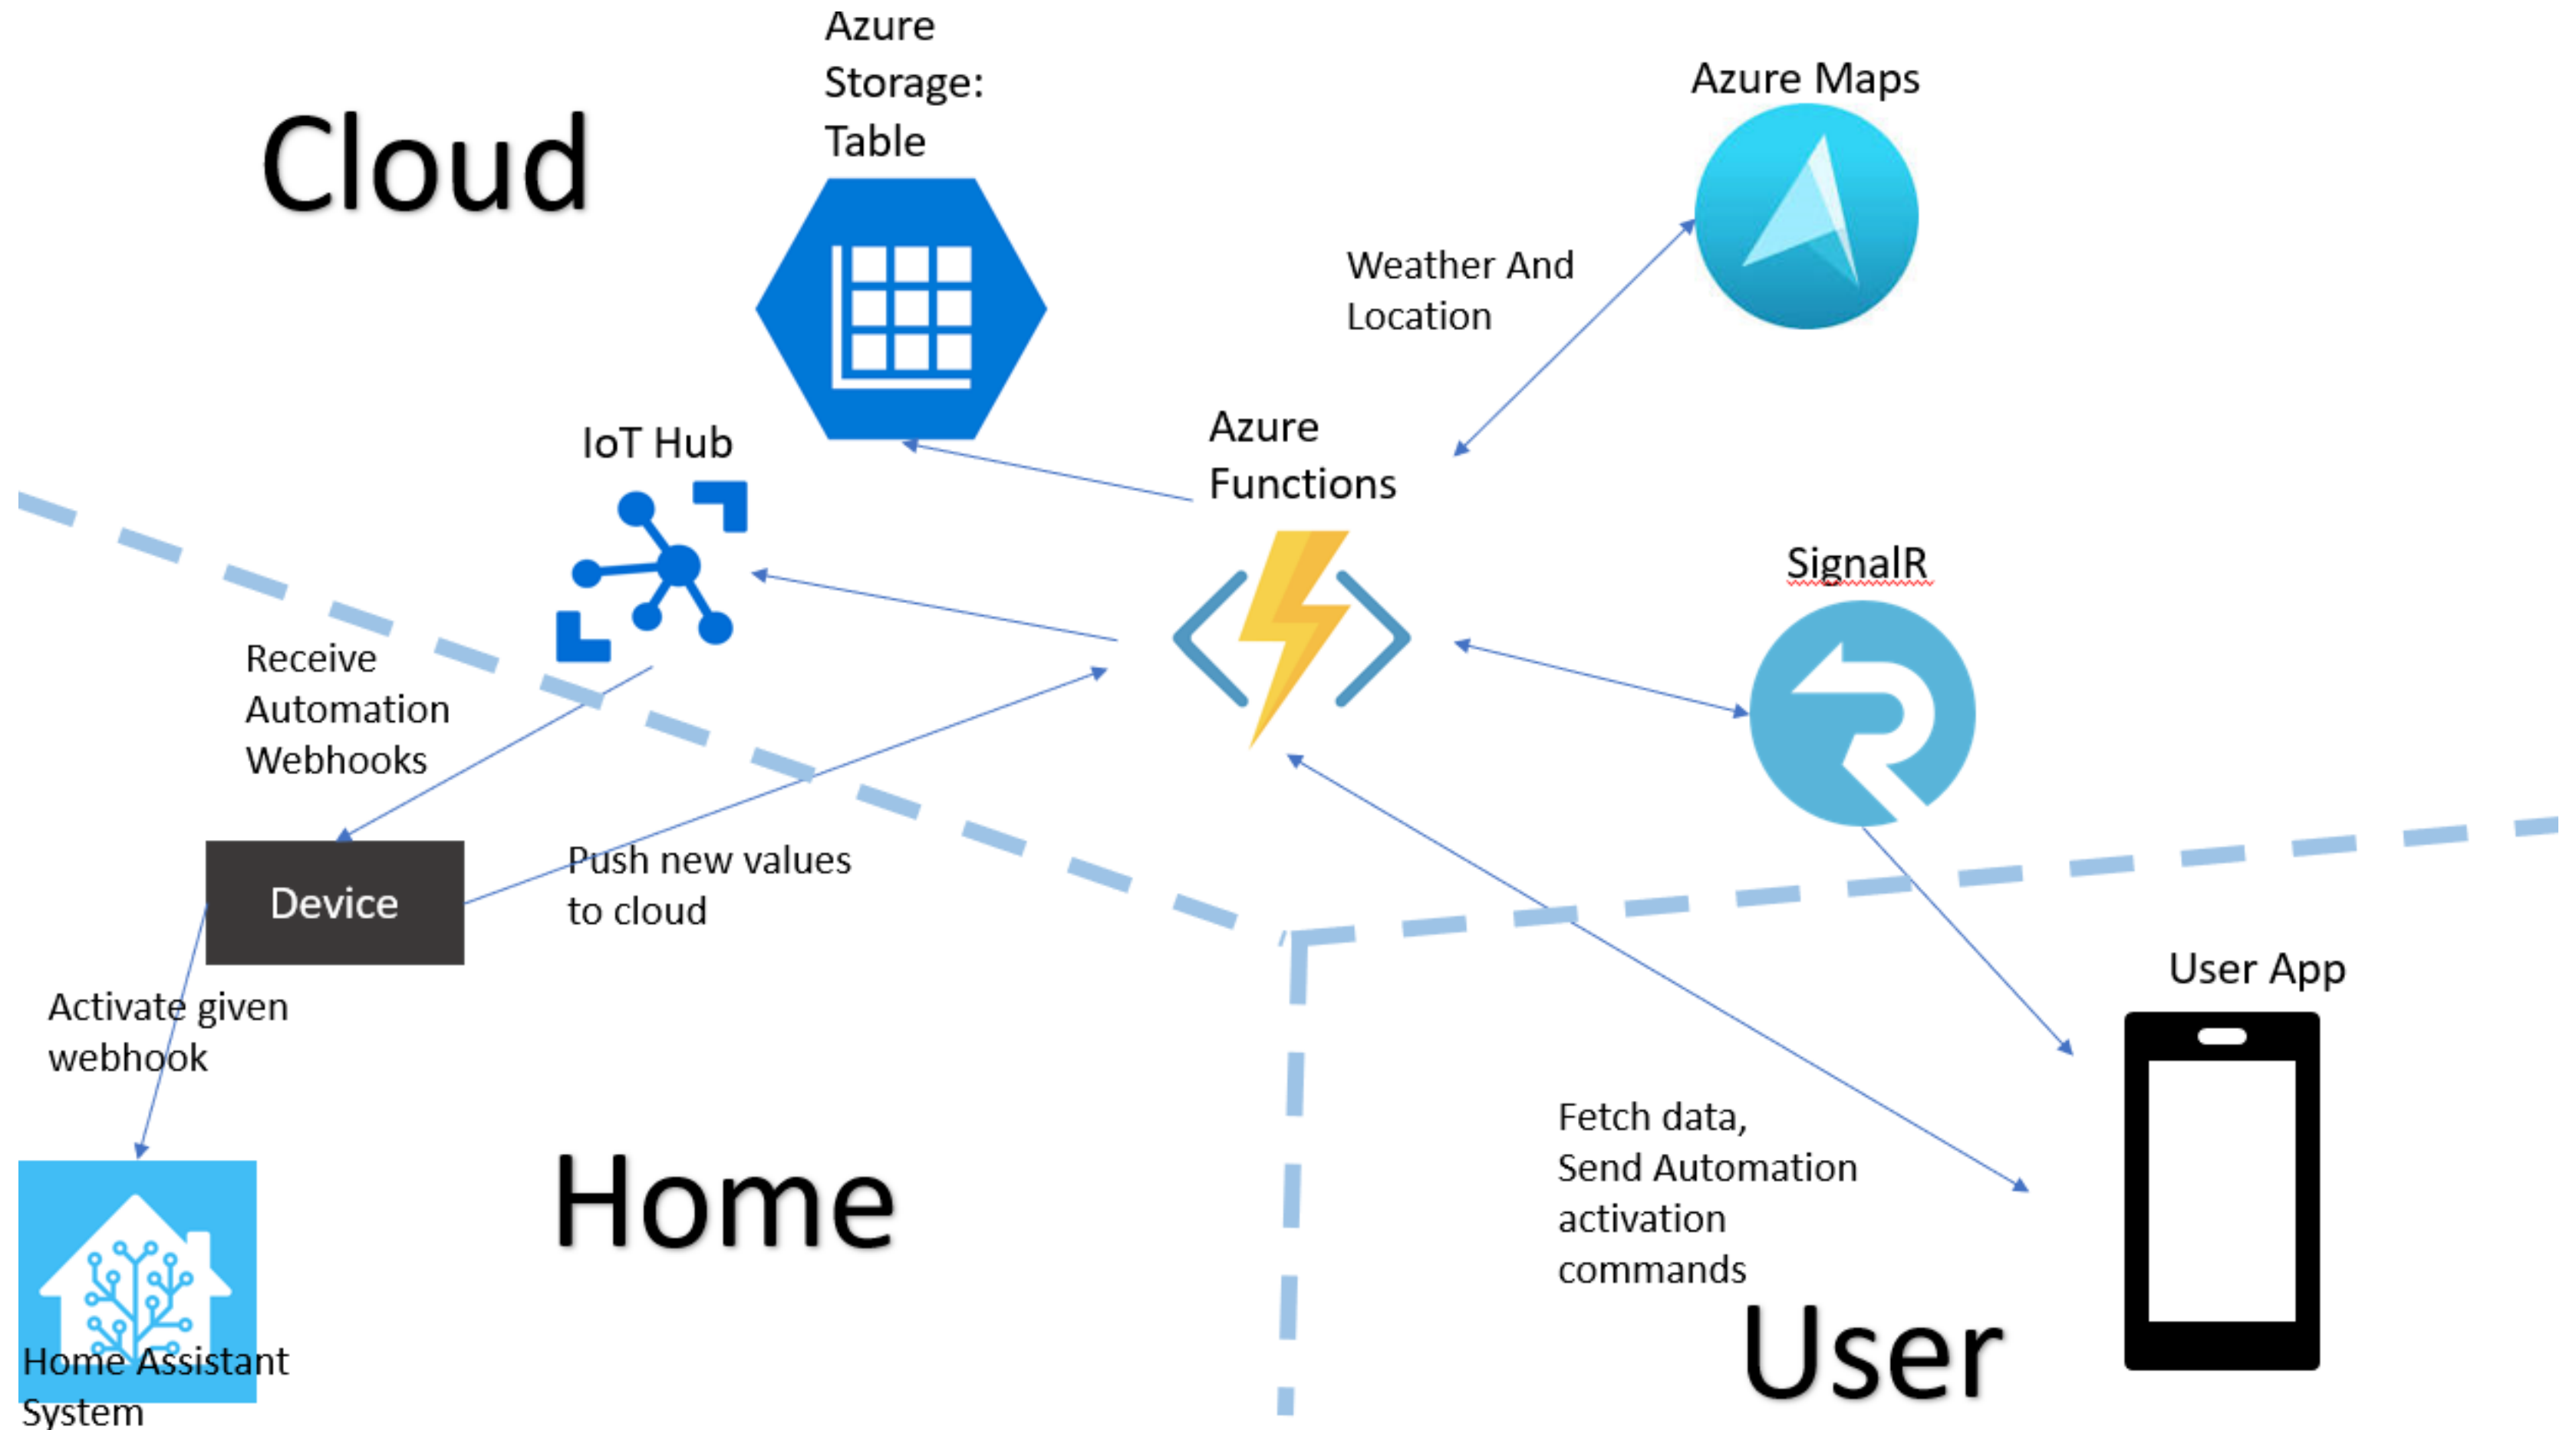 Azure
Storage:
Table
Azure Maps
Cloud
Weather And
Location
IoT Hub
Azure
Functions
SignalR
Receive
Automation
Webhooks
Push new values
to cloud
Device
User App
Activate given
webhook
Fetch data,
Send Automation
activation
commands
Home
User
Home Assistant
System